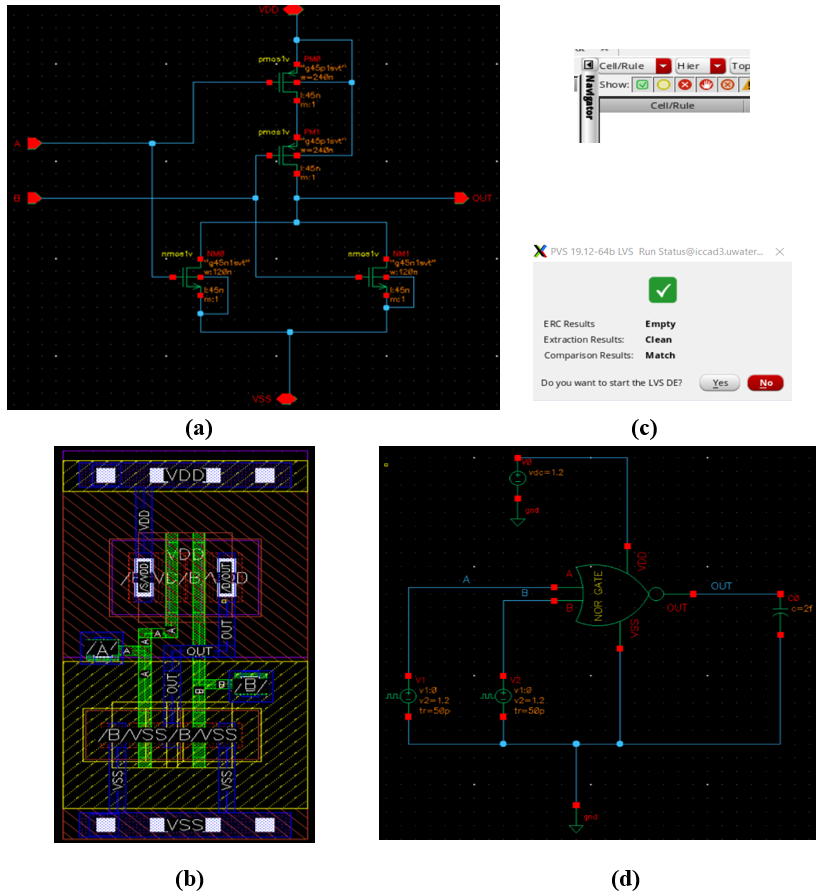 VDD
pmos1v PM0
"g45p1svt"
w=240n
l:45n
m:1
pmos1v PM1
"g45p1svt"
w=240n
l:45n
m:1
A
B
OUT
nmos1v NM0
"g45n1svt"
w:120n
l:45n
m:1
nmos1v NM1
"g45n1svt"
w:120n
l:45n
m:1
VSS
(a)
Cell/Rule Hier Top
Show:
Navigator
Cell/Rule
PVS 19.12-64b LVS Run Status@iccad3.uwater...
ERC Results Empty
Extraction Results: Clean
Comparison Results: Match
Do you want to start the LVS DE? Yes No
(c)
VDD
VDD
VDD
/S/VDD
/D/OUT
A
OUT
/A/
A
A
A
OUT
OUT
B
B
/B/
/B/VSS/B/VSS
VSS
VSS
VSS
(b)
V0
vdc=1.2
gnd
A
B
A
B
NOR GATE
VDD
VSS
OUT
OUT
C0
c=2f
V1
v1:0
v2=1.2
tr=50p
V2
v1:0
v2=1.2
tr=50p
gnd
(d)